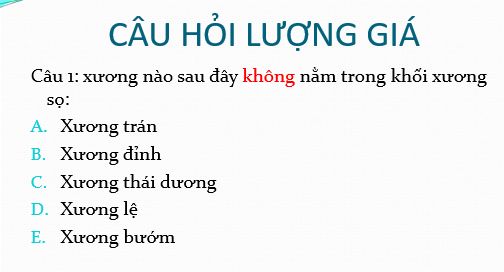 CÂU HỎI LƯỢNG GIÁ
Câu 1: xương nào sau đây không nằm trong khối xương
sọ:
A. Xương trán
B. Xương đỉnh
C. Xương thái dương
D. Xương lệ
E. Xương bướm